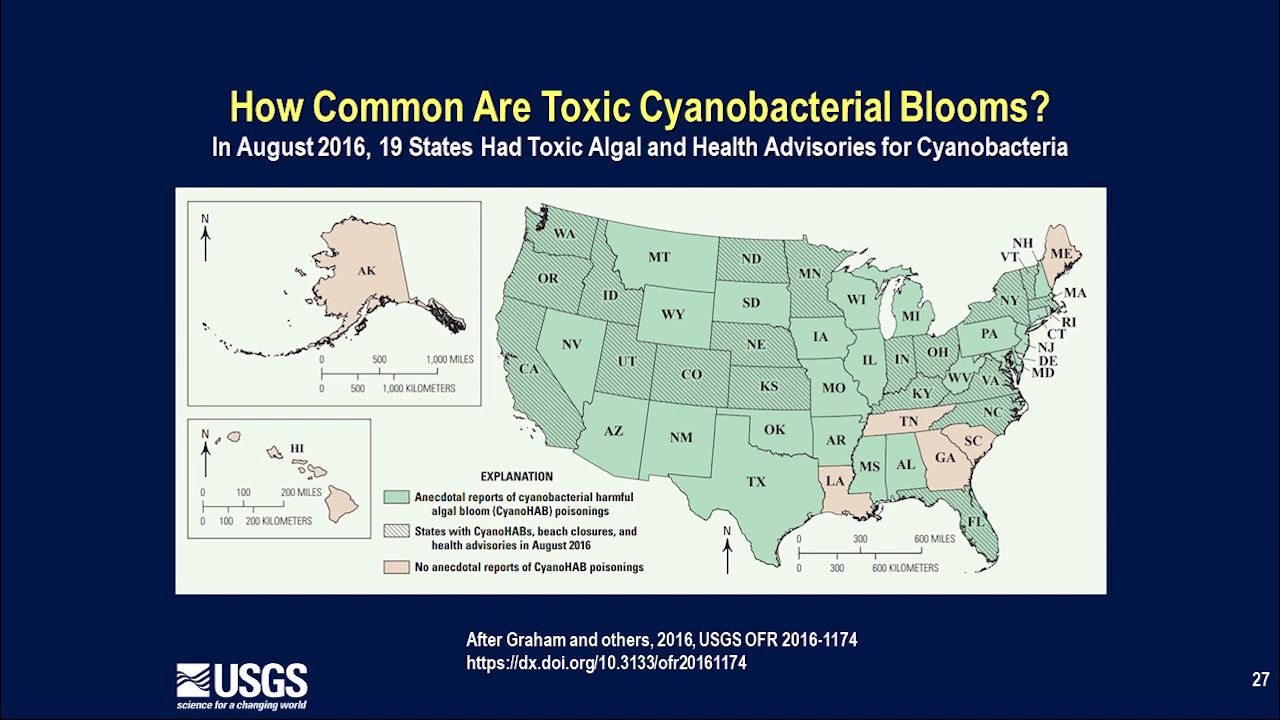 How Common Are Toxic Cyanobacterial Blooms?
In August 2016, 19 States Had Toxic Algal and Health Advisories for Cyanobacteria
N
AK
0 500 1,000 MILES
0 500 1,000 KILOMETERS
N
HI
0 100 200 MILES
0 100 200 KILOMETERS
WA
OR
ID
MT
WY
ND
SD
MN
WI
MI
NH
VT
ME
NY
MA
RI
CT
NJ
DE
MD
PA
NV
CA
UT
CO
NE
KS
IA
MO
IL
IN
OH
WV
VA
KY
NC
TN
SC
GA
AZ
NM
OK
AR
TX
LA
MS
AL
FL
EXPLANATION
Anecdotal reports of cyanobacterial harmful
algal bloom (CyanoHAB) poisonings
States with CyanoHABs, beach closures, and
health advisories in August 2016
No anecdotal reports of CyanoHAB poisonings
N
0 300 600 MILES
0 300 600 KILOMETERS
After Graham and others, 2016, USGS OFR 2016-1174
https://dx.doi.org/10.3133/ofr20161174
USGS
science for a changing world
27